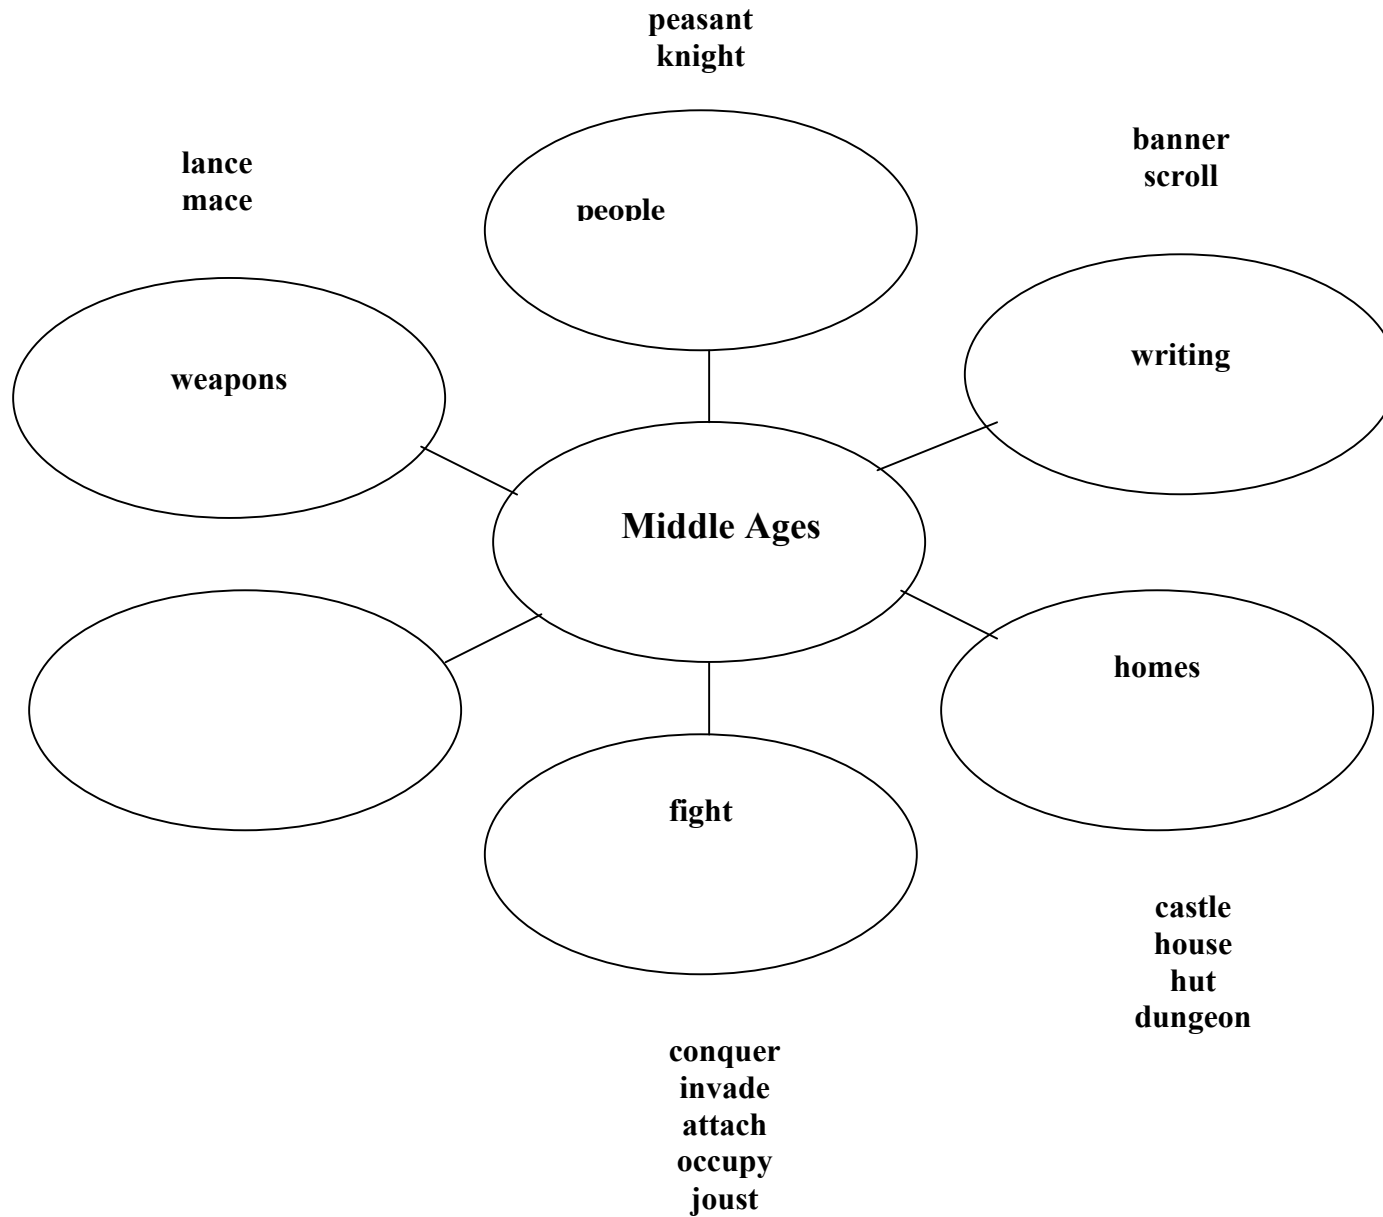 peasant
knight
banner
scroll
lance
mace
people
writing
weapons
Middle Ages
homes
fight
castle
house
hut
dungeon
conquer
invade
attach
occupy
joust